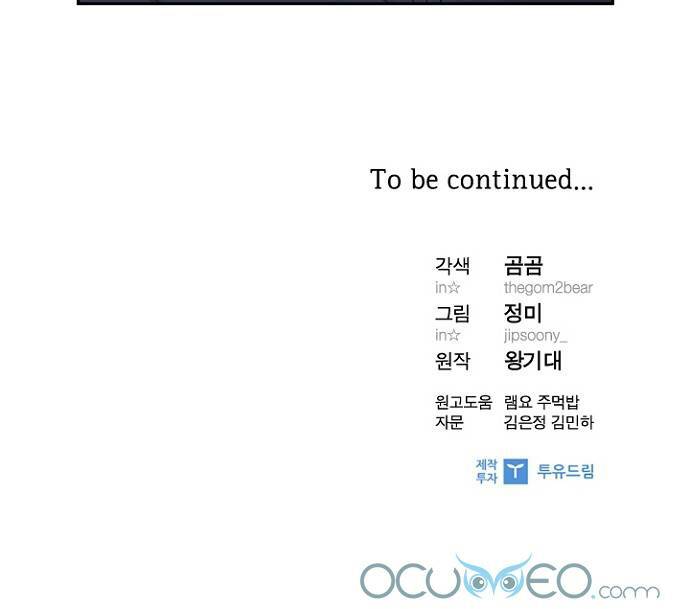 To be continued...
각색 곰곰
in☆ thegom2bear
그림 정미
in☆ jipsoony_
원작 왕기대
원고도움 램요 주먹밥
자문 김은정 김민하
제작
투자 투유드림
OCUMEO.comm